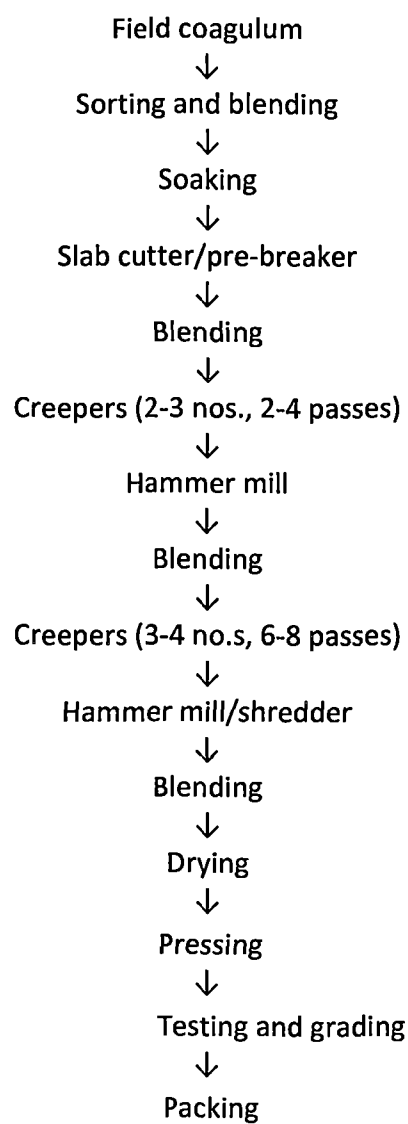 Field coagulum
↓
Sorting and blending
↓
Soaking
↓
Slab cutter/pre-breaker
↓
Blending
↓
Creepers (2-3 nos., 2-4 passes)
↓
Hammer mill
↓
Blending
↓
Creepers (3-4 no.s, 6-8 passes)
↓
Hammer mill/shredder
↓
Blending
↓
Drying
↓
Pressing
↓
Testing and grading
↓
Packing